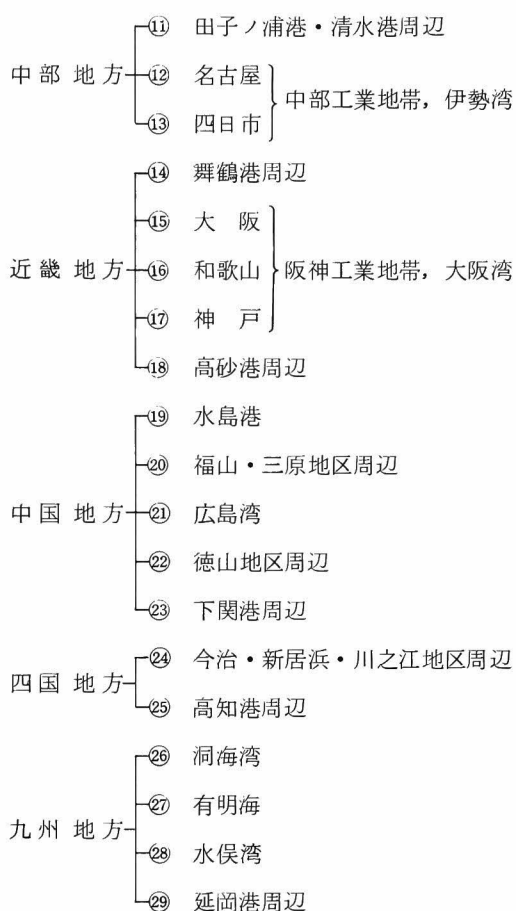 ⑪ 田子ノ浦港・清水港周辺
中部地方 ⑫ 名古屋
中部工業地帯，伊勢湾
⑬ 四日市
⑭ 舞鶴港周辺
⑮ 大阪
近畿地方 ⑯ 和歌山 阪神工業地帯，大阪湾
⑰ 神戸
⑱ 高砂港周辺
⑲ 水島港
⑳ 福山・三原地区周辺
中国地方 ㉑ 広島湾
㉒ 徳山地区周辺
㉓ 下関港周辺
㉔ 今治・新居浜・川之江地区周辺
四国地方
㉕ 高知港周辺
㉖ 洞海湾
㉗ 有明海
九州地方
㉘ 水俣湾
㉙ 延岡港周辺